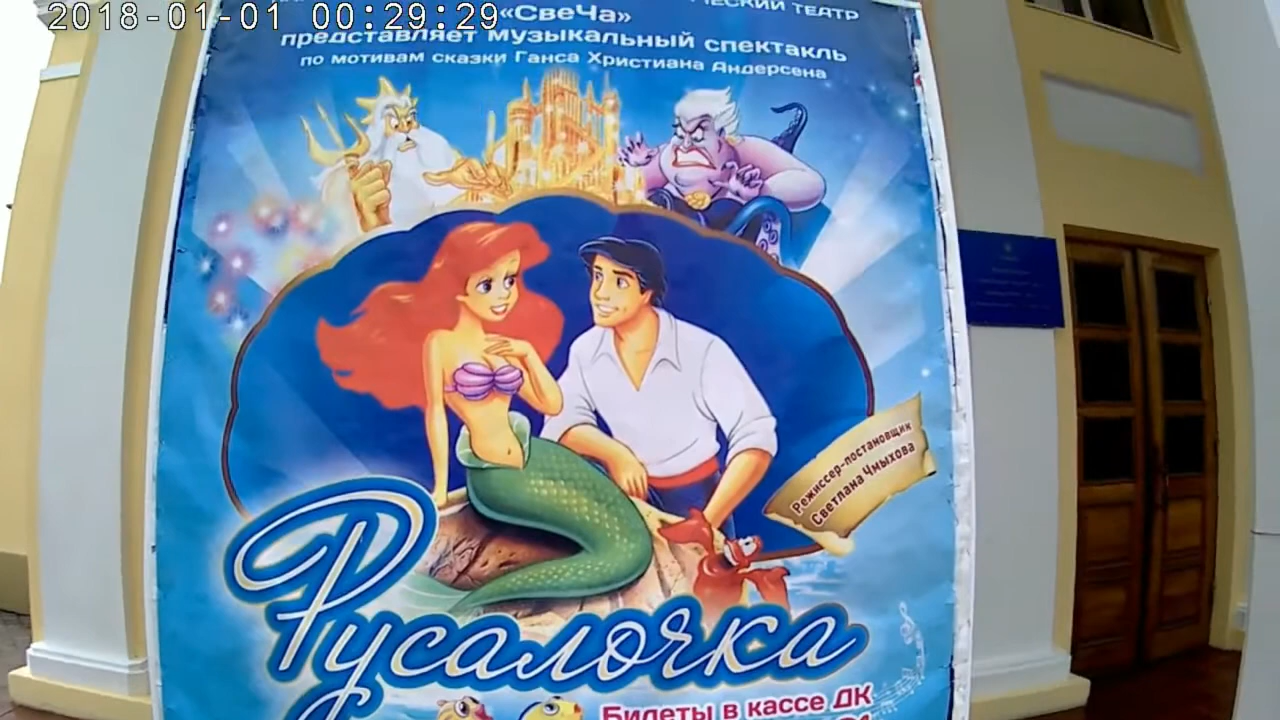 2018-01-01 00:29:29
ТЕАТР
«СвеЧа»
представляет музыкальный спектакль
по мотивам сказки Ганса Христиана Андерсена
Режиссер-постановщик
Светлана Чмыхова
Русалочка
Билеты в кассе ДК